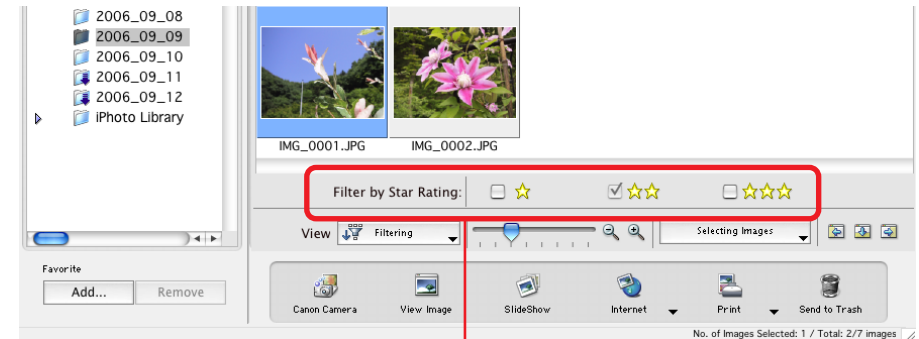 2006_09_08
2006_09_09
2006_09_10
2006_09_11
2006_09_12
iPhoto Library
IMG_0001.JPG IMG_0002.JPG
Filter by Star Rating:
View Filtering Selecting Images
Favorite
Add... Remove
Canon Camera View Image SlideShow Internet Print Send to Trash
No. of Images Selected: 1 / Total: 2/7 images